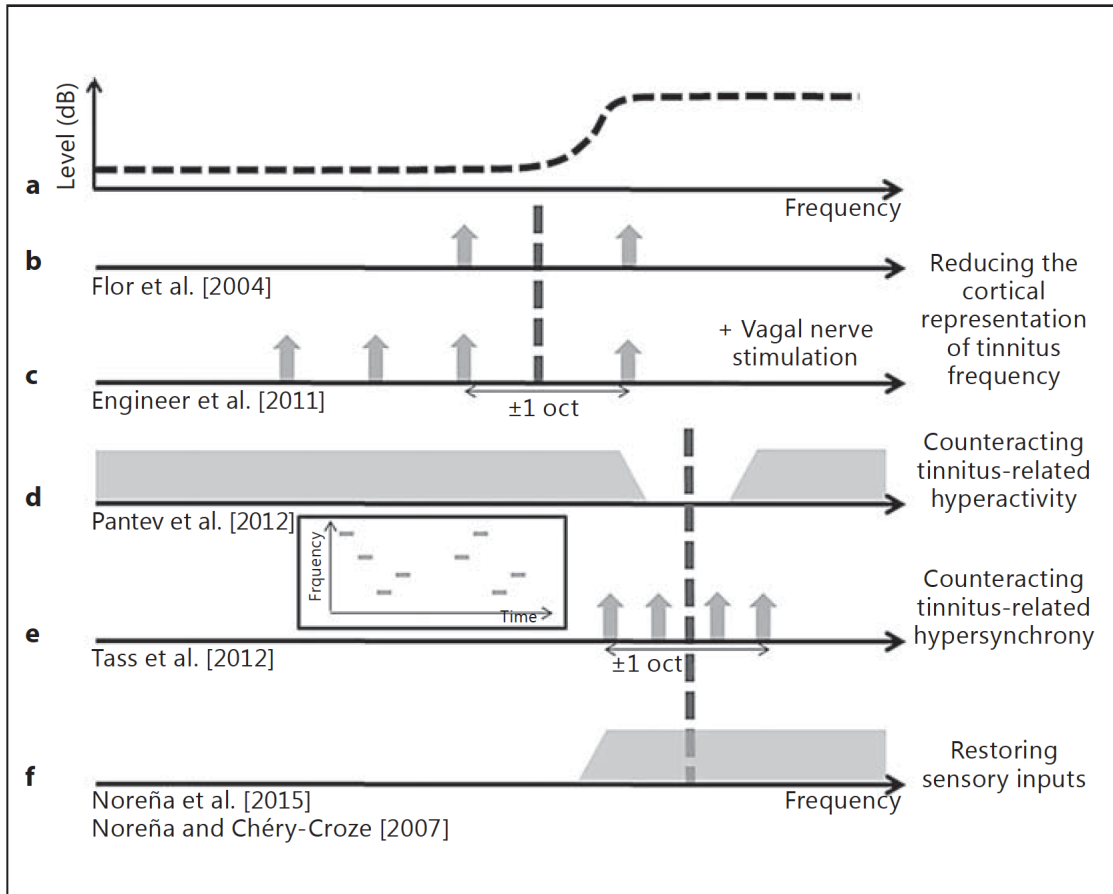 Level (dB)
a
Frequency
b
Flor et al. [2004]
Reducing the
cortical
representation
of tinnitus
frequency
+ Vagal nerve
stimulation
c
Engineer et al. [2011]
±1 oct
Counteracting
tinnitus-related
hyperactivity
d
Pantev et al. [2012]
Frquency
Time
Counteracting
tinnitus-related
hypersynchrony
e
Tass et al. [2012]
±1 oct
Restoring
sensory inputs
f
Noreña et al. [2015]
Noreña and Chéry-Croze [2007]
Frequency